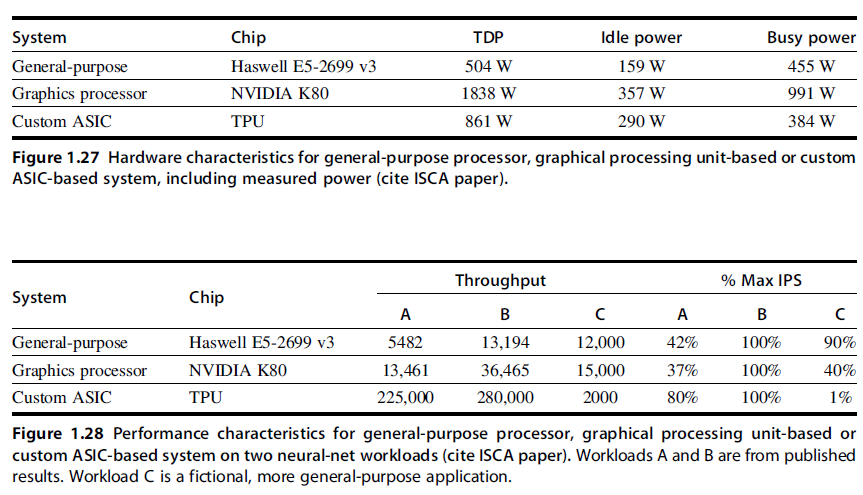 System Chip TDP Idle power Busy power
General-purpose Haswell E5-2699 v3 504 W 159 W 455 W
Graphics processor NVIDIA K80 1838 W 357 W 991 W
Custom ASIC TPU 861 W 290 W 384 W
Figure 1.27 Hardware characteristics for general-purpose processor, graphical processing unit-based or custom
ASIC-based system, including measured power (cite ISCA paper).
Throughput % Max IPS
System Chip
A B C A B C
General-purpose Haswell E5-2699 v3 5482 13,194 12,000 42% 100% 90%
Graphics processor NVIDIA K80 13,461 36,465 15,000 37% 100% 40%
Custom ASIC TPU 225,000 280,000 2000 80% 100% 1%
Figure 1.28 Performance characteristics for general-purpose processor, graphical processing unit-based or
custom ASIC-based system on two neural-net workloads (cite ISCA paper). Workloads A and B are from published
results. Workload C is a fictional, more general-purpose application.